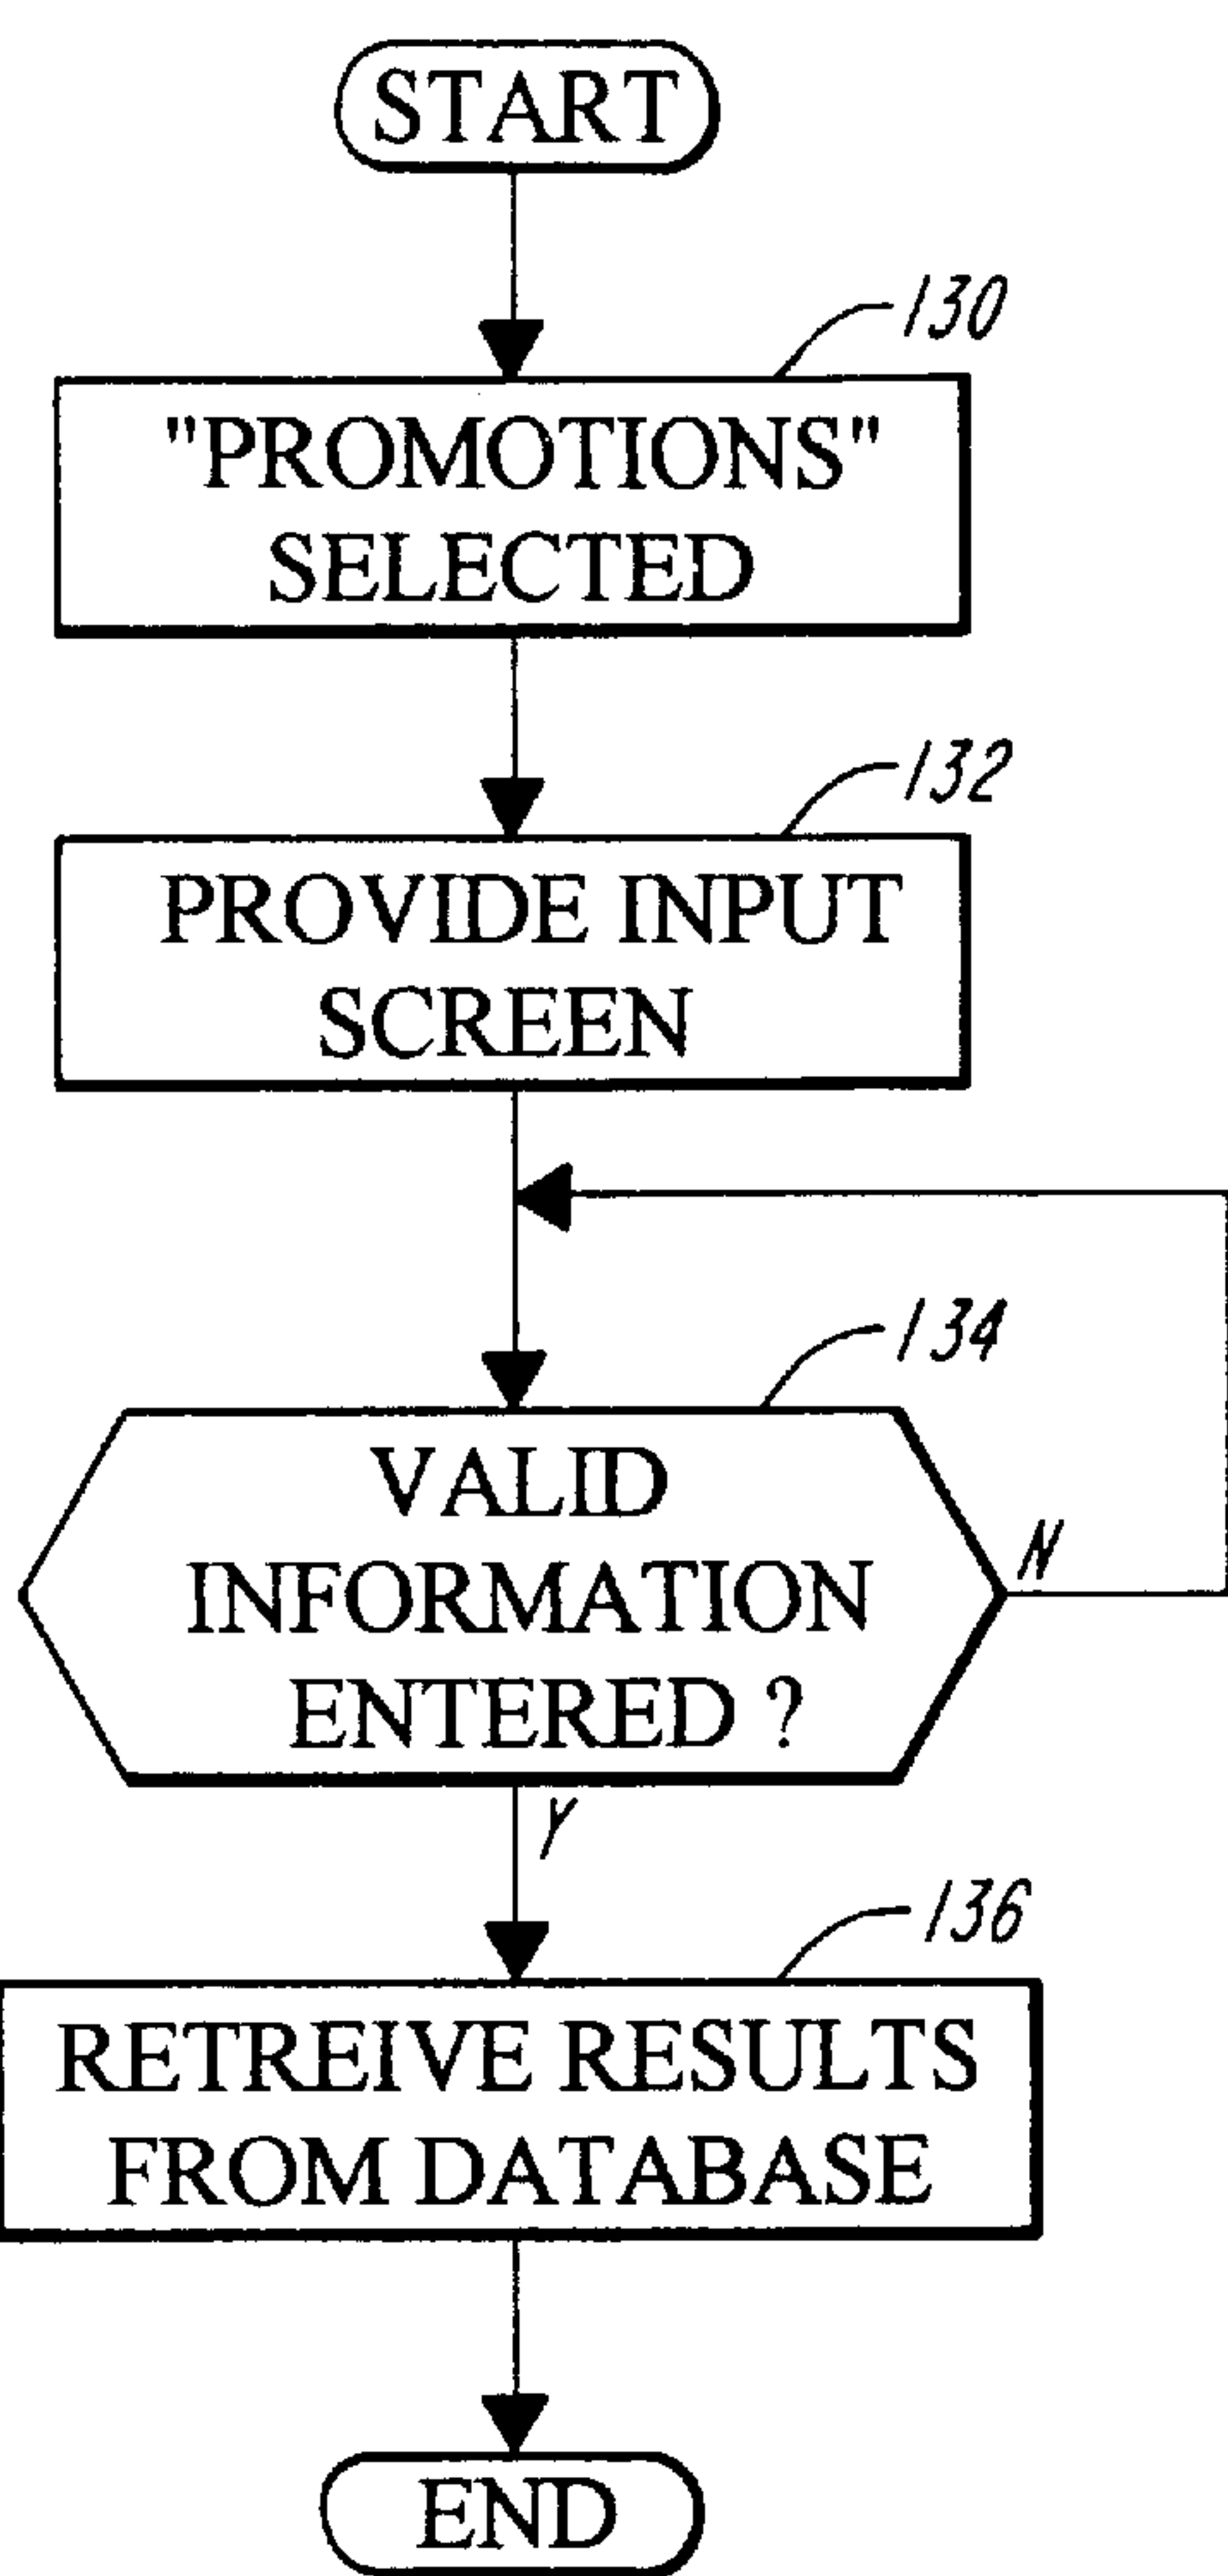 START
130
"PROMOTIONS"
SELECTED
132
PROVIDE INPUT
SCREEN
134
VALID
INFORMATION
ENTERED ?
N
Y
136
RETREIVE RESULTS
FROM DATABASE
END